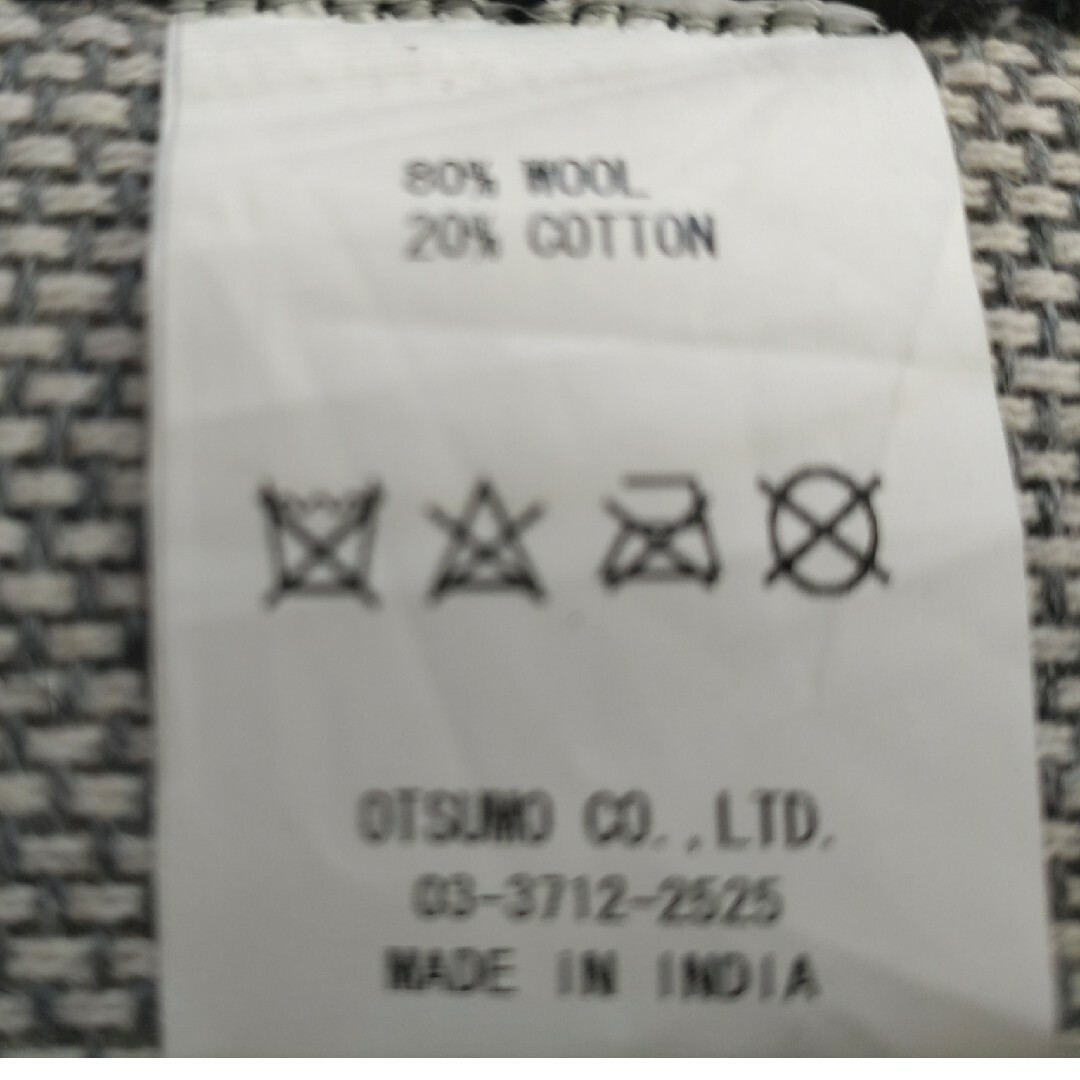 80% WOOL
20% COTTON
OTSUMO CO.,LTD.
03-3712-2525
MADE IN INDIA